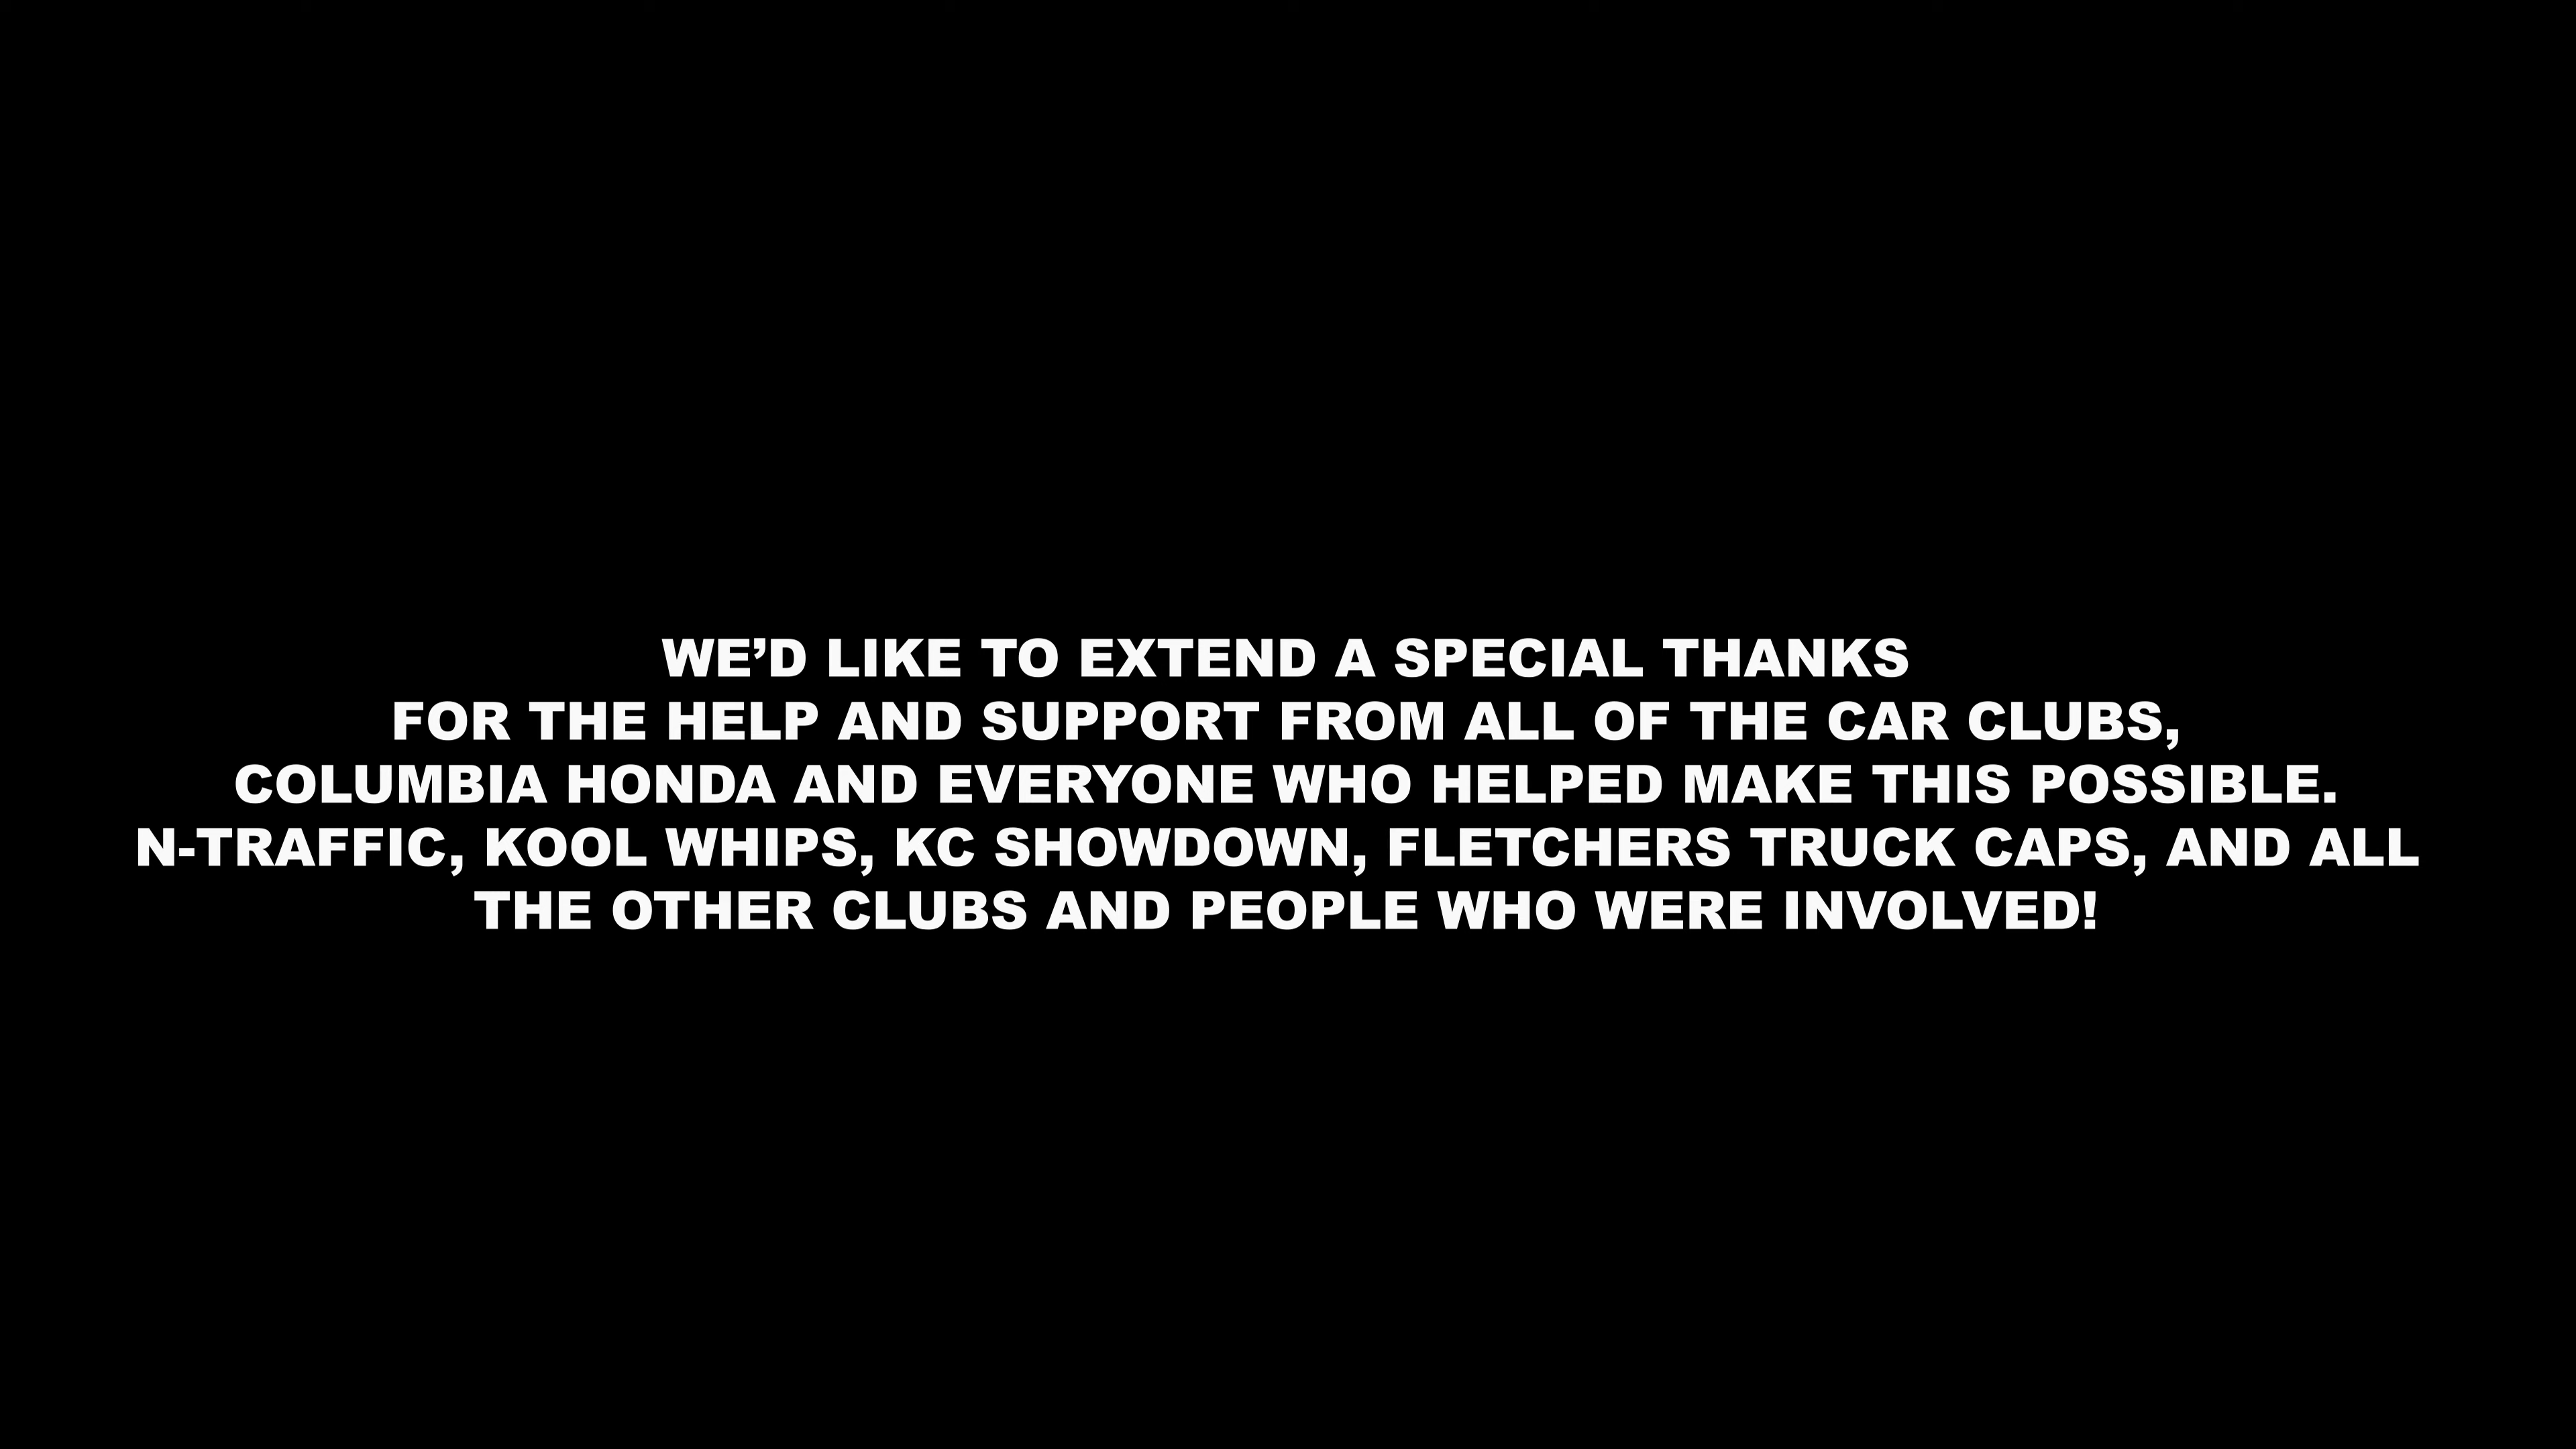 WE’D LIKE TO EXTEND A SPECIAL THANKS
FOR THE HELP AND SUPPORT FROM ALL OF THE CAR CLUBS,
COLUMBIA HONDA AND EVERYONE WHO HELPED MAKE THIS POSSIBLE.
N-TRAFFIC, KOOL WHIPS, KC SHOWDOWN, FLETCHERS TRUCK CAPS, AND ALL
THE OTHER CLUBS AND PEOPLE WHO WERE INVOLVED!